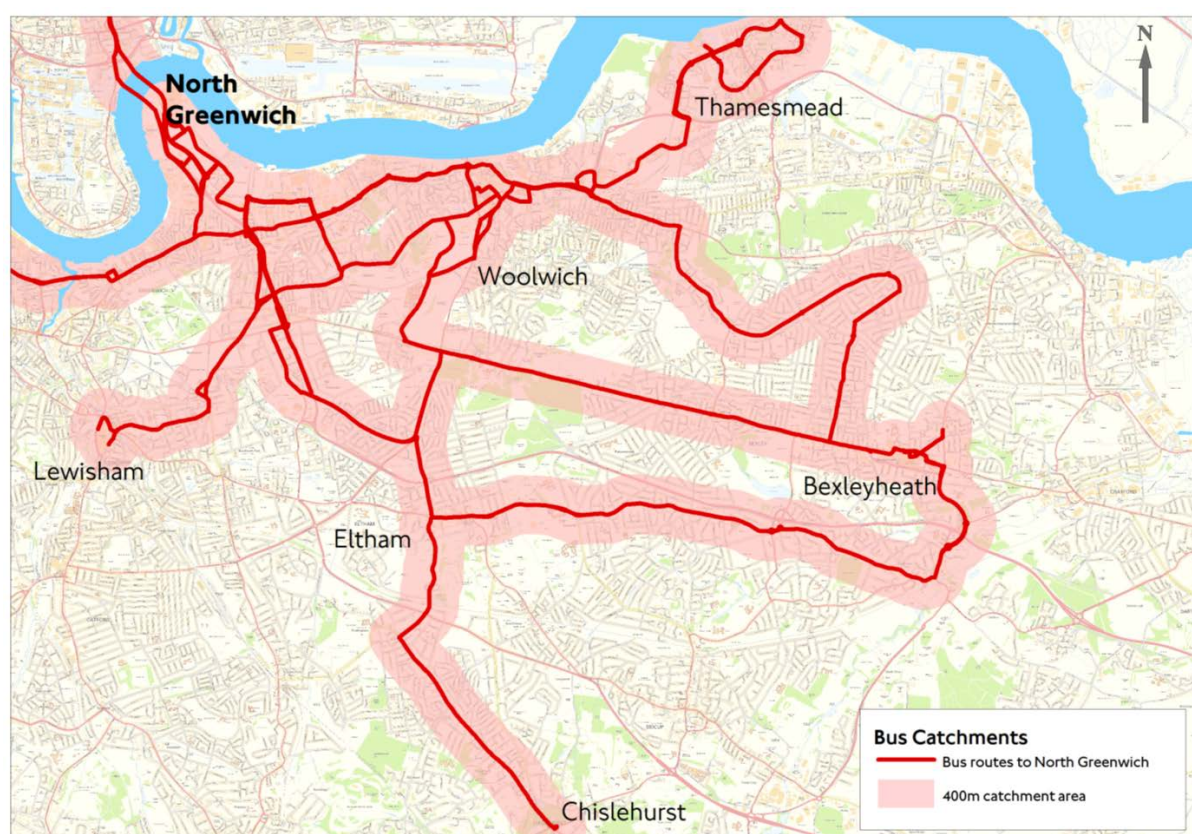 N
North
Greenwich
Thamesmead
Woolwich
Lewisham
Bexleyheath
Eltham
Chislehurst
Bus Catchments
Bus routes to North Greenwich
400m catchment area